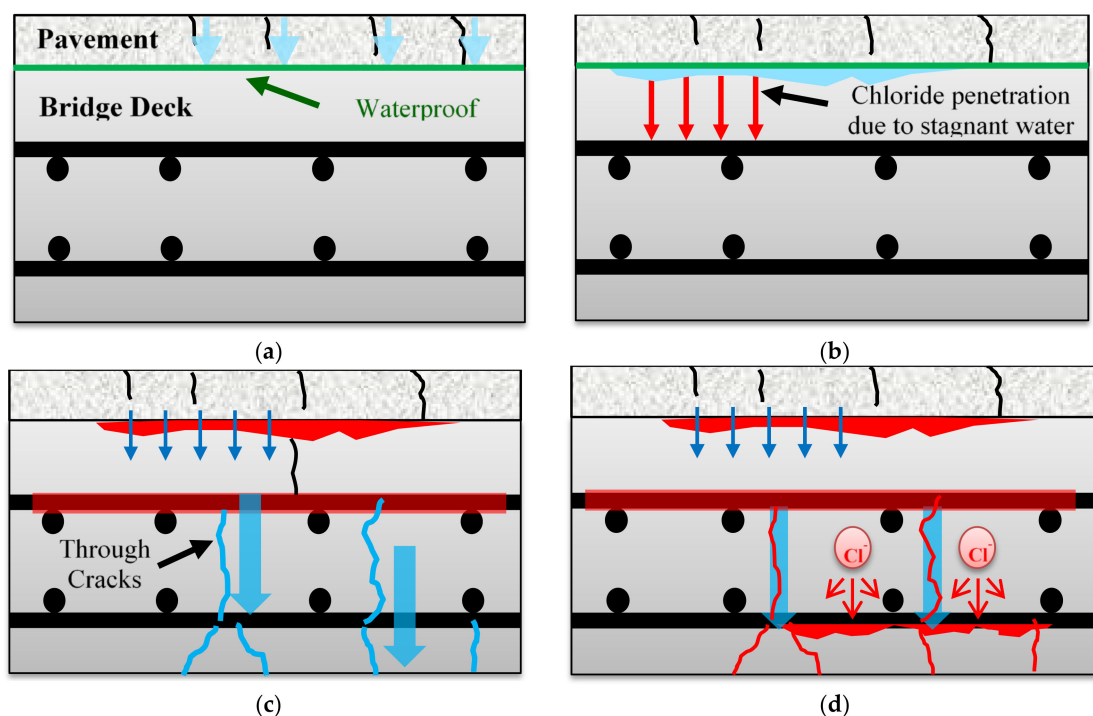 Pavement
Waterproof
Bridge Deck
(a)
Chloride penetration
due to stagnant water
(b)
Through
Cracks
(c)
Cl-
Cl-
(d)